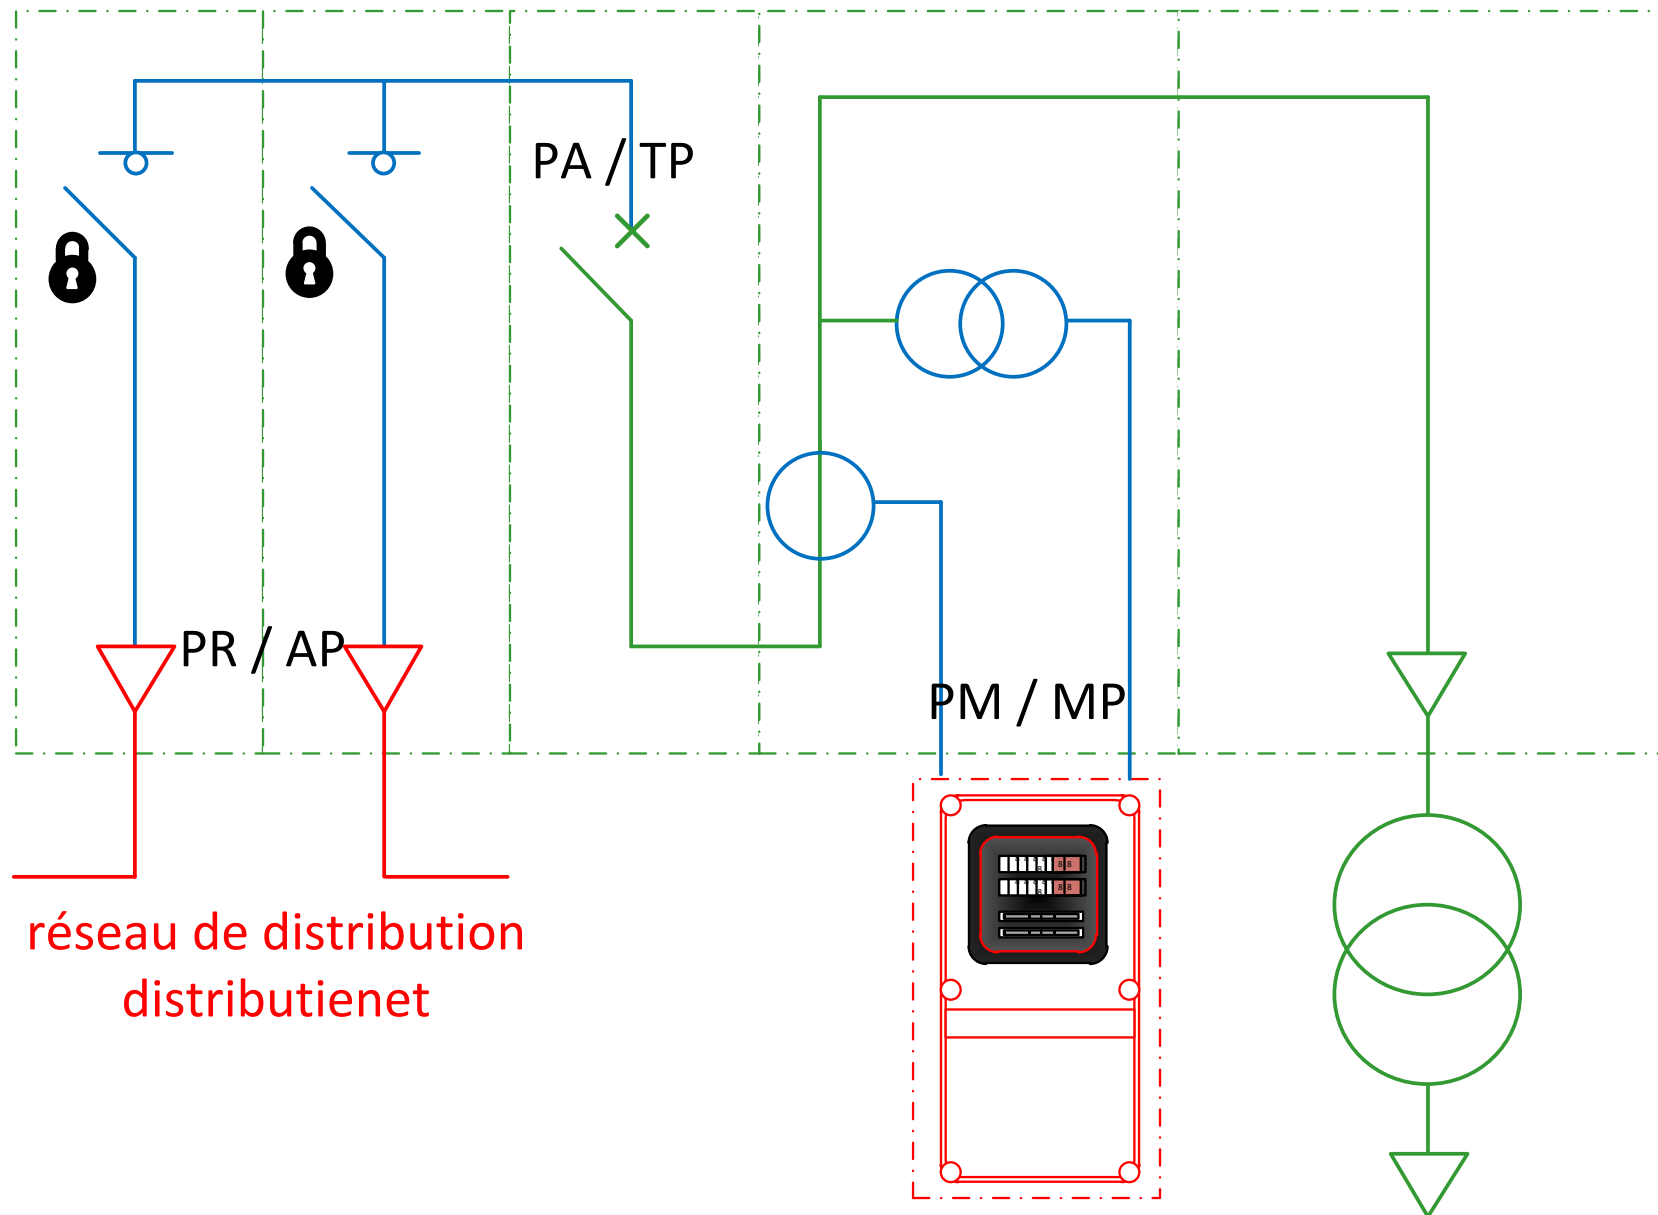 PA / TP
PR / AP
PM / MP
réseau de distribution
distributienet